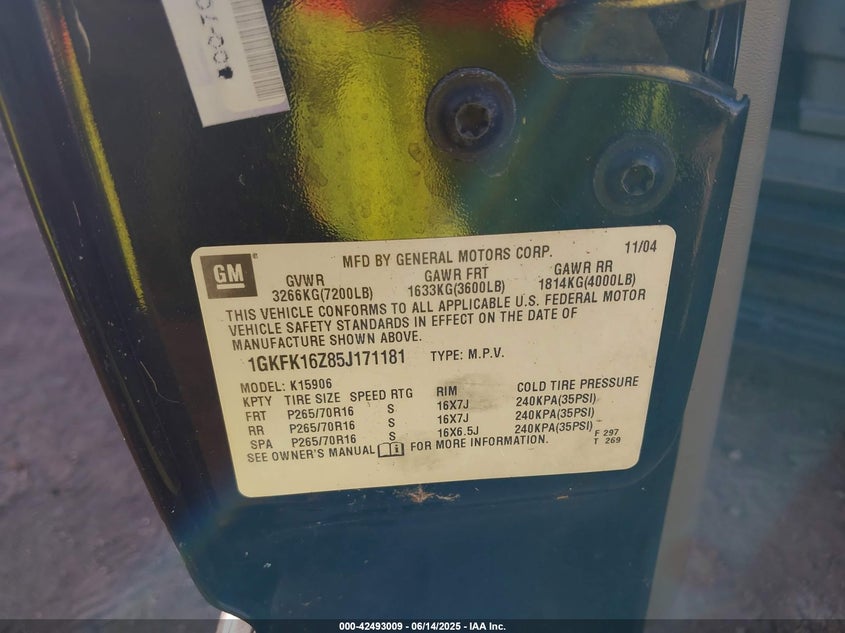 GM
MFD BY GENERAL MOTORS CORP. 11/04
GVWR GAWR FRT GAWR RR
3266KG(7200LB) 1633KG(3600LB) 1814KG(4000LB)
THIS VEHICLE CONFORMS TO ALL APPLICABLE U.S. FEDERAL MOTOR
VEHICLE SAFETY STANDARDS IN EFFECT ON THE DATE OF
MANUFACTURE SHOWN ABOVE.
1GKFK16Z85J171181 TYPE: M.P.V.
MODEL: K15906
KPTY TIRE SIZE SPEED RTG RIM COLD TIRE PRESSURE
FRT P265/70R16 S 16X7J 240KPA(35PSI)
RR P265/70R16 S 16X7J 240KPA(35PSI)
SPA P265/70R16 S 16X6.5J 240KPA(35PSI)
F 297
T 269
SEE OWNER'S MANUAL FOR MORE INFORMATION.
000-42493009 - 06/14/2025 - IAA Inc.